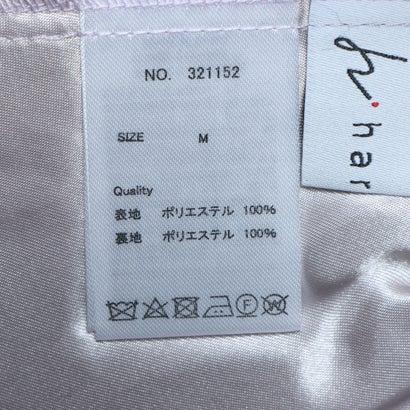 NO. 321152
SIZE M
Quality
表地 ポリエステル 100%
裏地 ポリエステル 100%
h.har